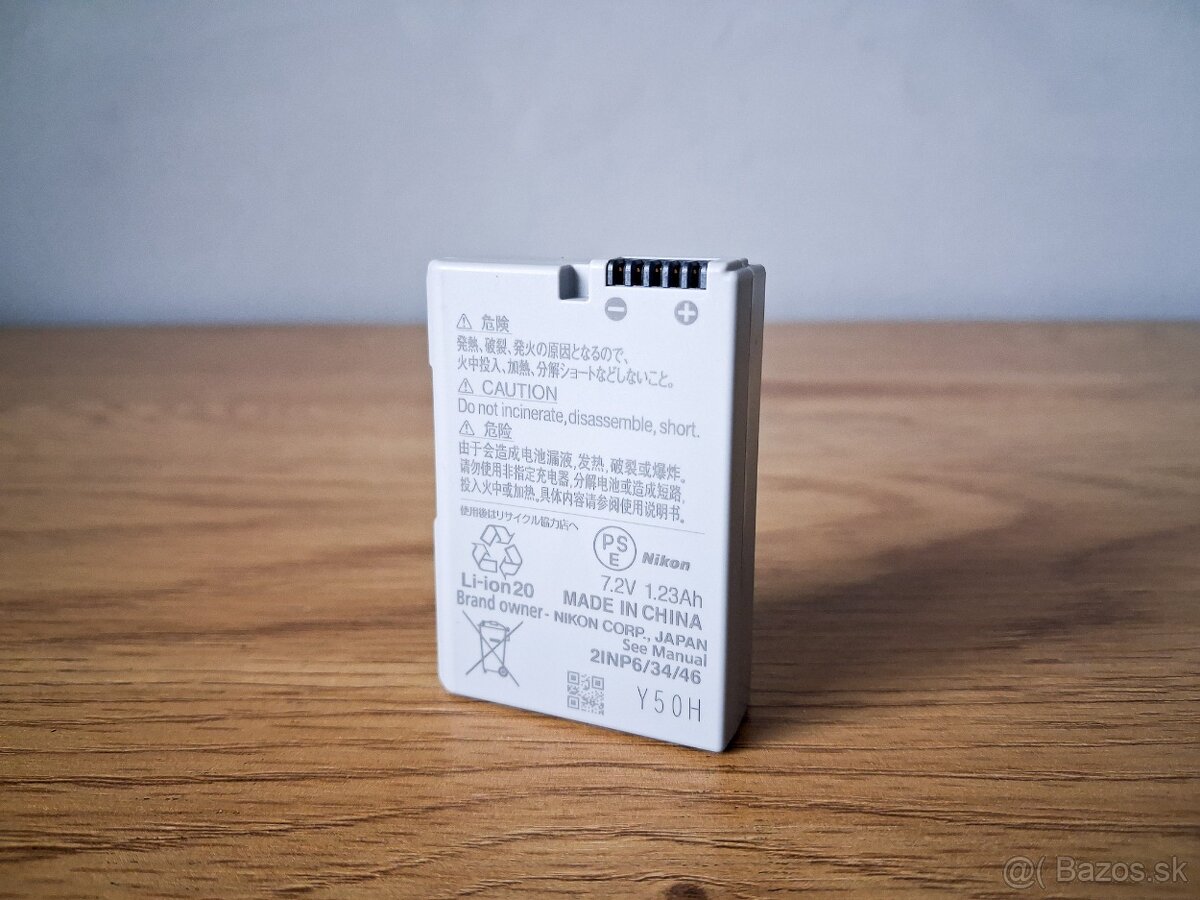 ⚠ 危険
発熱、破裂、発火の原因となるので、
火中投入、加熱、分解ショートなどしないこと。
⚠ CAUTION
Do not incinerate, disassemble, short.
⚠ 危险
由于会造成电池漏液,发热,破裂或爆炸。
请勿使用非指定充电器,分解电池或造成短路,
投入火中或加热。具体内容请参阅使用说明书。
使用後はリサイクル協力店へ
PS
E
Nikon
Li-ion20
7.2V 1.23Ah
MADE IN CHINA
Brand owner- NIKON CORP., JAPAN
See Manual
2INP6/34/46
Y50H
@( Bazos.sk